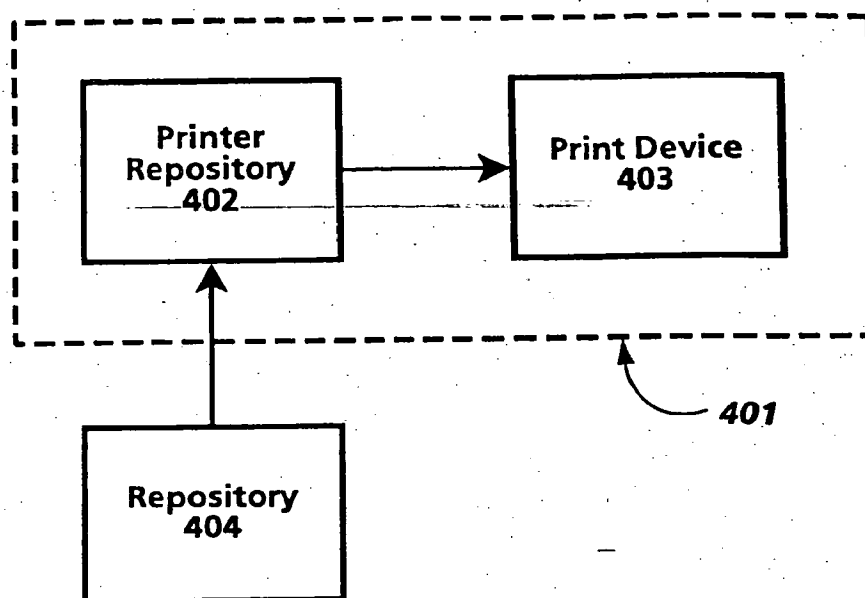 Printer
Repository
402
Print Device
403
401
Repository
404